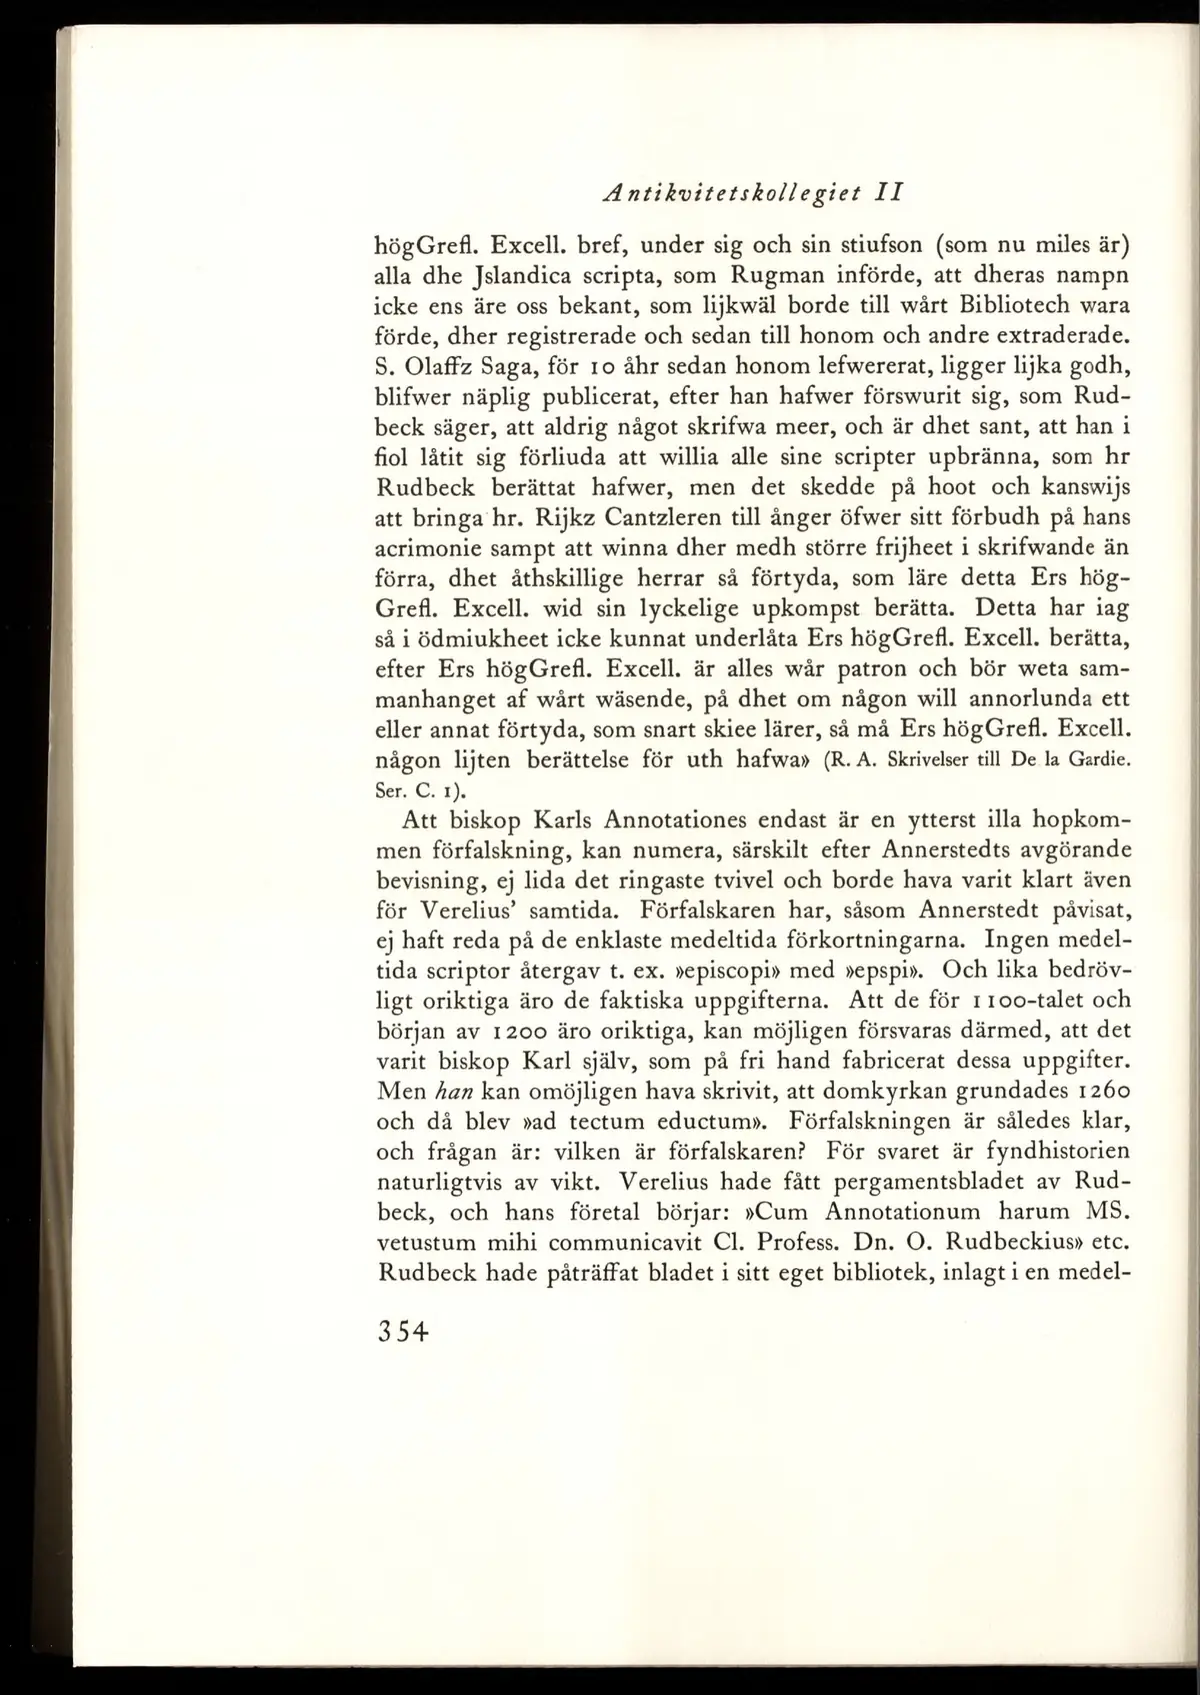 Antikvitetskollegiet II
högGrefl. Excell. bref, under sig och sin stiufson (som nu miles är)
alla dhe Jslandica scripta, som Rugman införde, att dheras nampn
icke ens äre oss bekant, som lijkwäl borde till wårt Bibliotech wara
förde, dher registrerade och sedan till honom och andre extraderade.
S. Olaffz Saga, för 10 åhr sedan honom lefwererat, ligger lijka godh,
blifwer näplig publicerat, efter han hafwer förswurit sig, som Rud-
beck säger, att aldrig något skrifwa meer, och är dhet sant, att han i
fiol låtit sig förliuda att willia alle sine scripter upbränna, som hr
Rudbeck berättat hafwer, men det skedde på hoot och kanswijs
att bringa hr. Rijkz Cantzleren till ånger öfwer sitt förbudh på hans
acrimonie sampt att winna dher medh större frijheet i skrifwande än
förra, dhet åthskillige herrar så förtyda, som läre detta Ers hög-
Grefl. Excell. wid sin lyckelige upkompst berätta. Detta har iag
så i ödmiukheet icke kunnat underlåta Ers högGrefl. Excell. berätta,
efter Ers högGrefl. Excell. är alles wår patron och bör weta sam-
manhanget af wårt wäsende, på dhet om någon will annorlunda ett
eller annat förtyda, som snart skiee lärer, så må Ers högGrefl. Excell.
någon lijten berättelse för uth hafwa» (R. A. Skrivelser till De la Gardie.
Ser. C. 1).
Att biskop Karls Annotationes endast är en ytterst illa hopkom-
men förfalskning, kan numera, särskilt efter Annerstedts avgörande
bevisning, ej lida det ringaste tvivel och borde hava varit klart även
för Verelius’ samtida. Förfalskaren har, såsom Annerstedt påvisat,
ej haft reda på de enklaste medeltida förkortningarna. Ingen medel-
tida scriptor återgav t. ex. »episcopi» med »epspi». Och lika bedröv-
ligt oriktiga äro de faktiska uppgifterna. Att de för 1100-talet och
början av 1200 äro oriktiga, kan möjligen försvaras därmed, att det
varit biskop Karl själv, som på fri hand fabricerat dessa uppgifter.
Men han kan omöjligen hava skrivit, att domkyrkan grundades 1260
och då blev »ad tectum eductum». Förfalskningen är således klar,
och frågan är: vilken är förfalskaren? För svaret är fyndhistorien
naturligtvis av vikt. Verelius hade fått pergamentsbladet av Rud-
beck, och hans företal börjar: »Cum Annotationum harum MS.
vetustum mihi communicavit Cl. Profess. Dn. O. Rudbeckius» etc.
Rudbeck hade påträffat bladet i sitt eget bibliotek, inlagt i en medel-
354